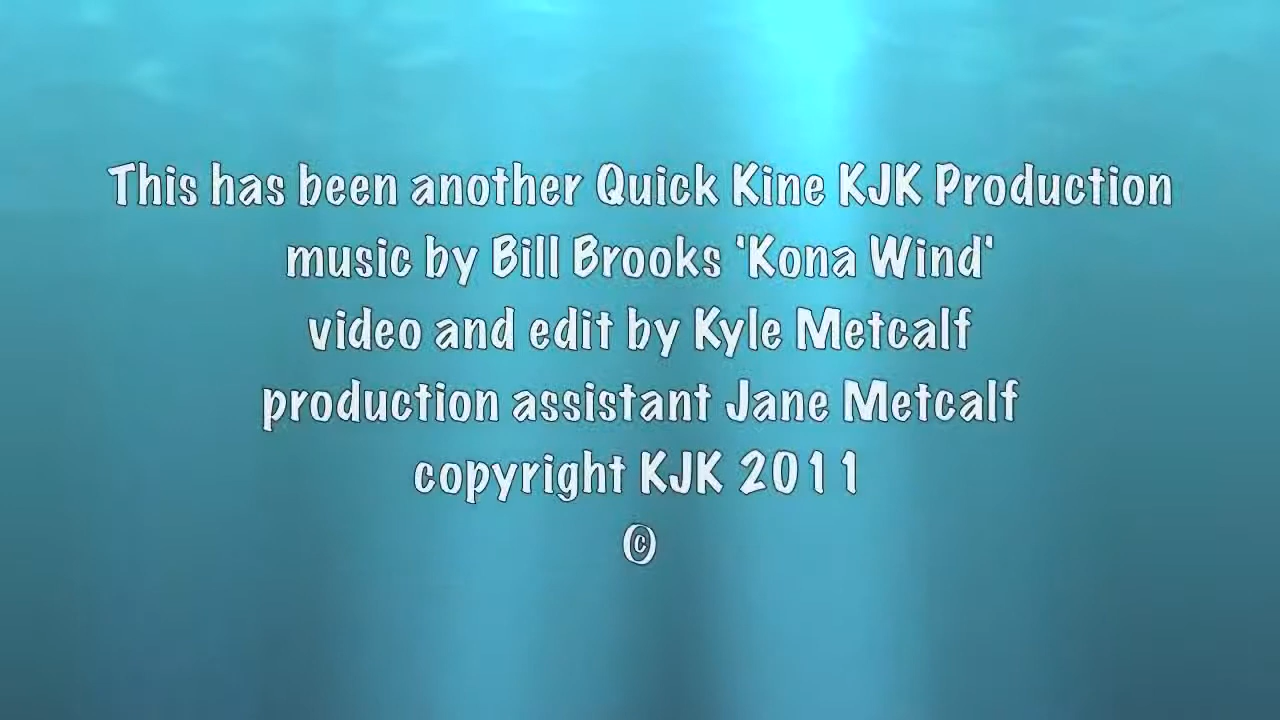 This has been another Quick Kine KJK Production
music by Bill Brooks 'Kona Wind'
video and edit by Kyle Metcalf
production assistant Jane Metcalf
copyright KJK 2011
©